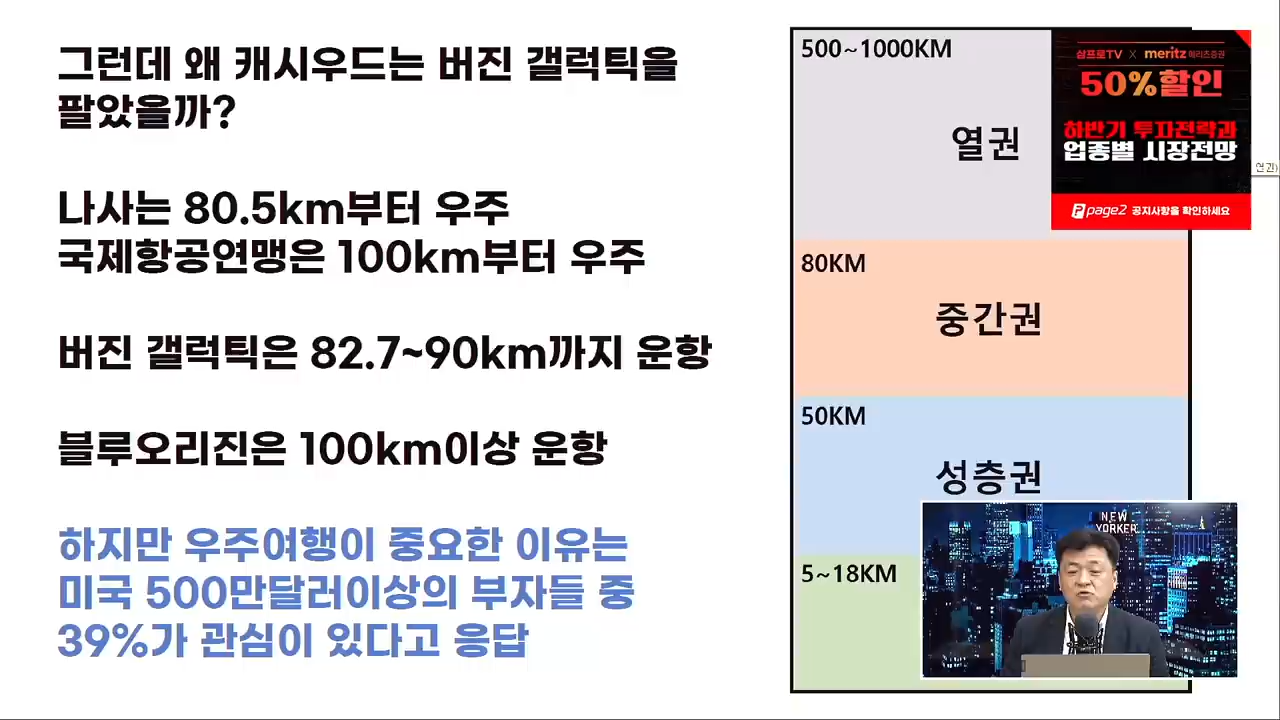 그런데 왜 캐시우드는 버진 갤럭틱을
팔았을까?
나사는 80.5km부터 우주
국제항공연맹은 100km부터 우주
버진 갤럭틱은 82.7~90km까지 운항
블루오리진은 100km이상 운항
하지만 우주여행이 중요한 이유는
미국 500만달러이상의 부자들 중
39%가 관심이 있다고 응답
500~1000KM
열권
80KM
중간권
50KM
성층권
5~18KM
삼프로TV X meritz 메리츠증권
50%할인
하반기 투자전략과
업종별 시장전망
page2 공지사항을 확인하세요
연권)
NEW
YORKER